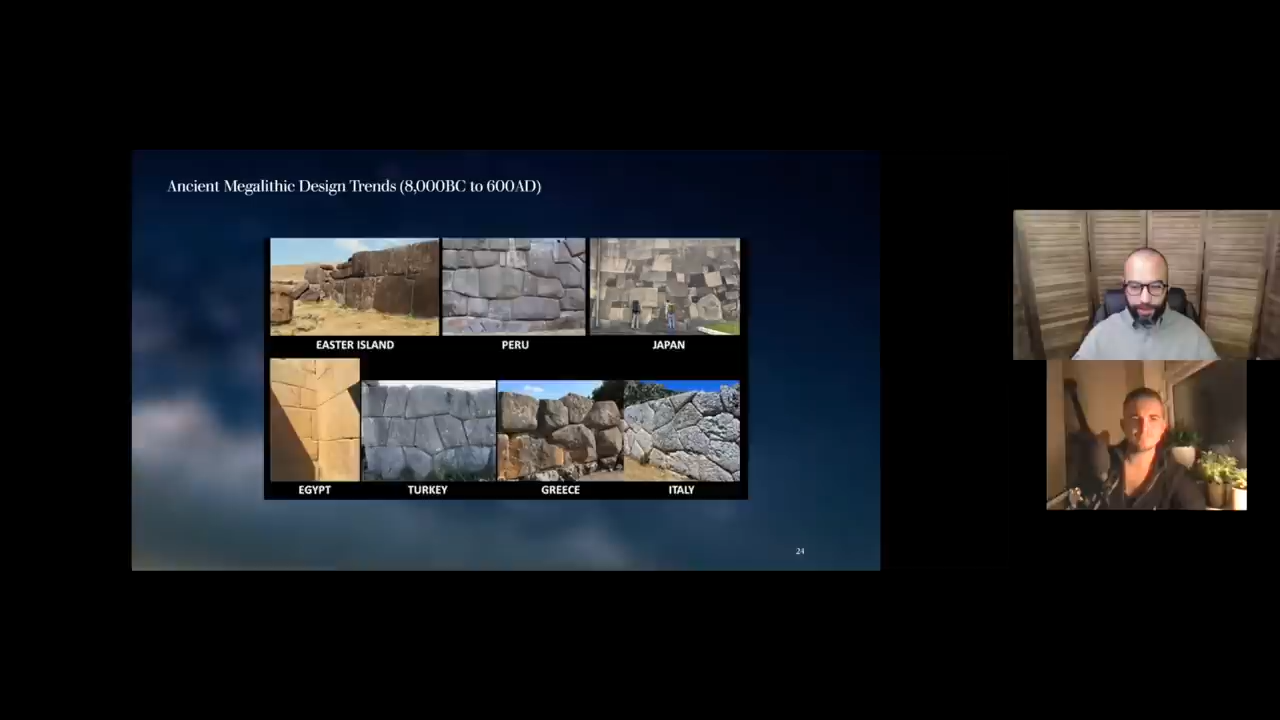 Ancient Megalithic Design Trends (8,000BC to 600AD)
EASTER ISLAND
PERU
JAPAN
EGYPT
TURKEY
GREECE
ITALY
24